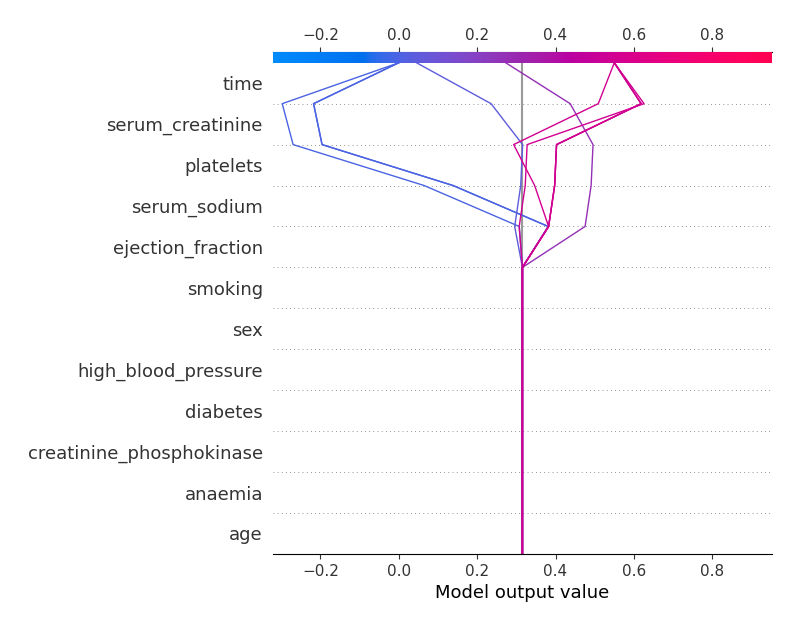 −0.2 0.0 0.2 0.4 0.6 0.8
time
serum_creatinine
platelets
serum_sodium
ejection_fraction
smoking
sex
high_blood_pressure
diabetes
creatinine_phosphokinase
anaemia
age
−0.2 0.0 0.2 0.4 0.6 0.8
Model output value